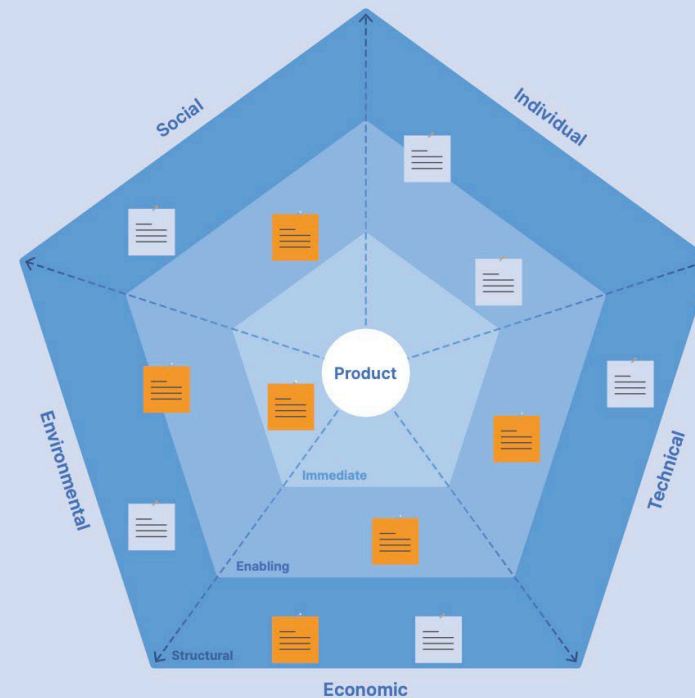 Social
Individual
Product
Environmental
Technical
Immediate
Enabling
Structural
Economic